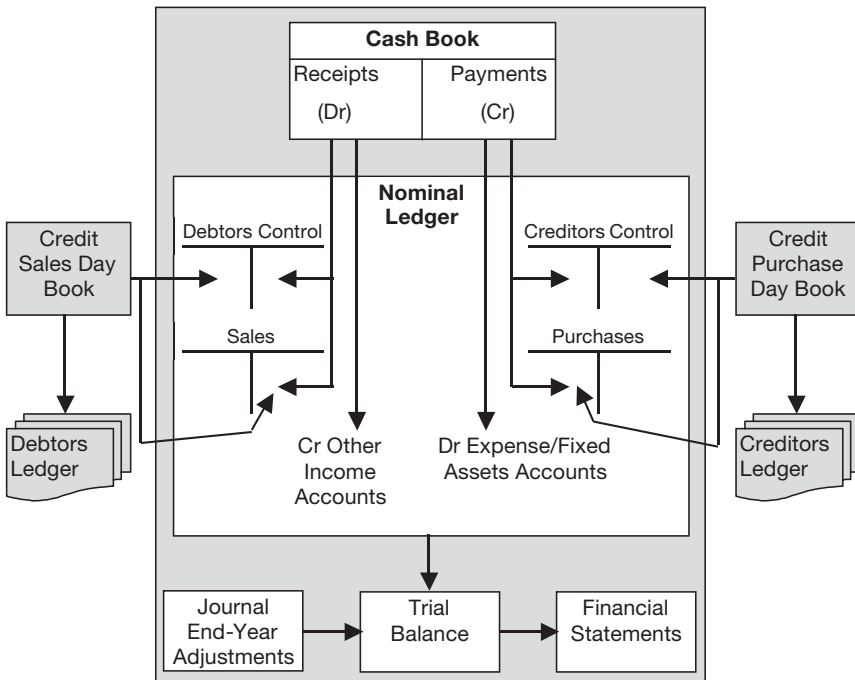 Cash Book
Receipts
(Dr)
Payments
(Cr)
Nominal
Ledger
Credit
Sales Day
Book
Debtors Control
Creditors Control
Credit
Purchase
Day Book
Sales
Purchases
Debtors
Ledger
Cr Other
Income
Accounts
Dr Expense/Fixed
Assets Accounts
Creditors
Ledger
Journal
End-Year
Adjustments
Trial
Balance
Financial
Statements